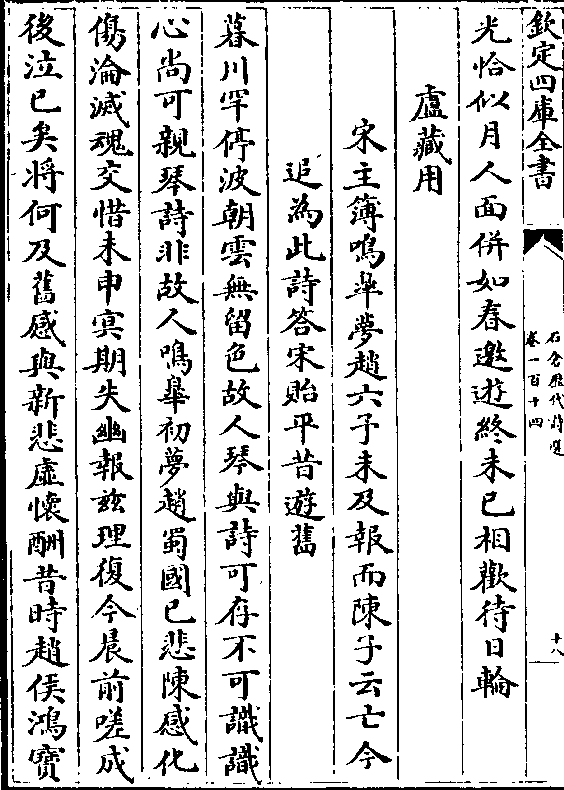 欽定四庫全書
石倉歷代詩選
卷一百十四
十八
光恰似月人面併如春遨遊終未已相歡待日輪
盧藏用
宋主簿鳴臯夢趙六子未及報而陳子云亡今
追為此詩答宋貽平昔遊舊
暮川罕停波朝雲無留色故人琴與詩可存不可識識
心尚可親琴詩非故人鳴臯初夢趙蜀國已悲陳感化
傷淪滅魂交惜未申冥期失幽報兹理復今晨前嗟成
後泣已矣將何及舊感與新悲虛懷酬昔時趙侯鴻寶